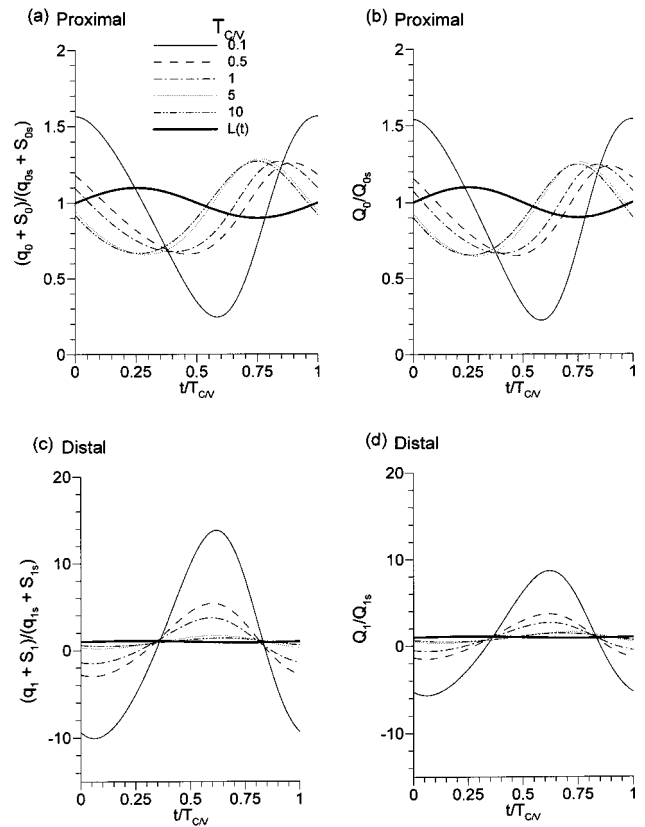 (a) Proximal
T_C/V
0.1
0.5
1
5
10
L(t)
(q_0 + S_0)/(q_0s + S_0s)
2
1.5
1
0.5
0
0 0.25 0.5 0.75 1
t/T_C/V
(b) Proximal
Q_0/Q_0s
2
1.5
1
0.5
0
0 0.25 0.5 0.75 1
t/T_C/V
(c) Distal
(q_1 + S_1)/(q_1s + S_1s)
20
10
0
-10
0 0.25 0.5 0.75 1
t/T_C/V
(d) Distal
Q_1/Q_1s
20
10
0
-10
0 0.25 0.5 0.75 1
t/T_C/V